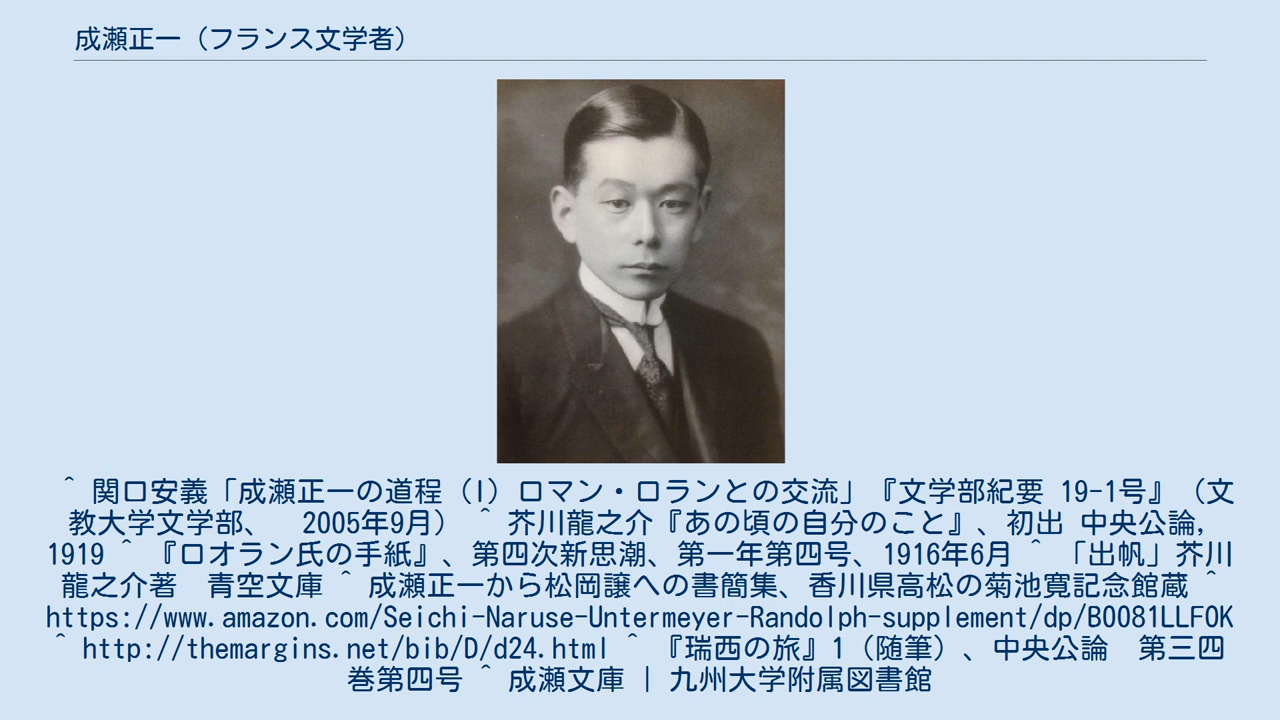 成瀬正一（フランス文学者）
^ 関口安義「成瀬正一の道程（I）ロマン・ロランとの交流」『文学部紀要 19-1号』（文
教大学文学部、　2005年9月） ^ 芥川龍之介『あの頃の自分のこと』、初出 中央公論，
1919 ^ 『ロオラン氏の手紙』、第四次新思潮、第一年第四号、1916年6月 ^ 「出帆」芥川
龍之介著　青空文庫 ^ 成瀬正一から松岡譲への書簡集、香川県高松の菊池寛記念館蔵 ^
https://www.amazon.com/Seichi-Naruse-Untermeyer-Randolph-supplement/dp/B0081LLFOK
^ http://themargins.net/bib/D/d24.html ^ 『瑞西の旅』1（随筆）、中央公論　第三四
巻第四号 ^ 成瀬文庫 | 九州大学附属図書館